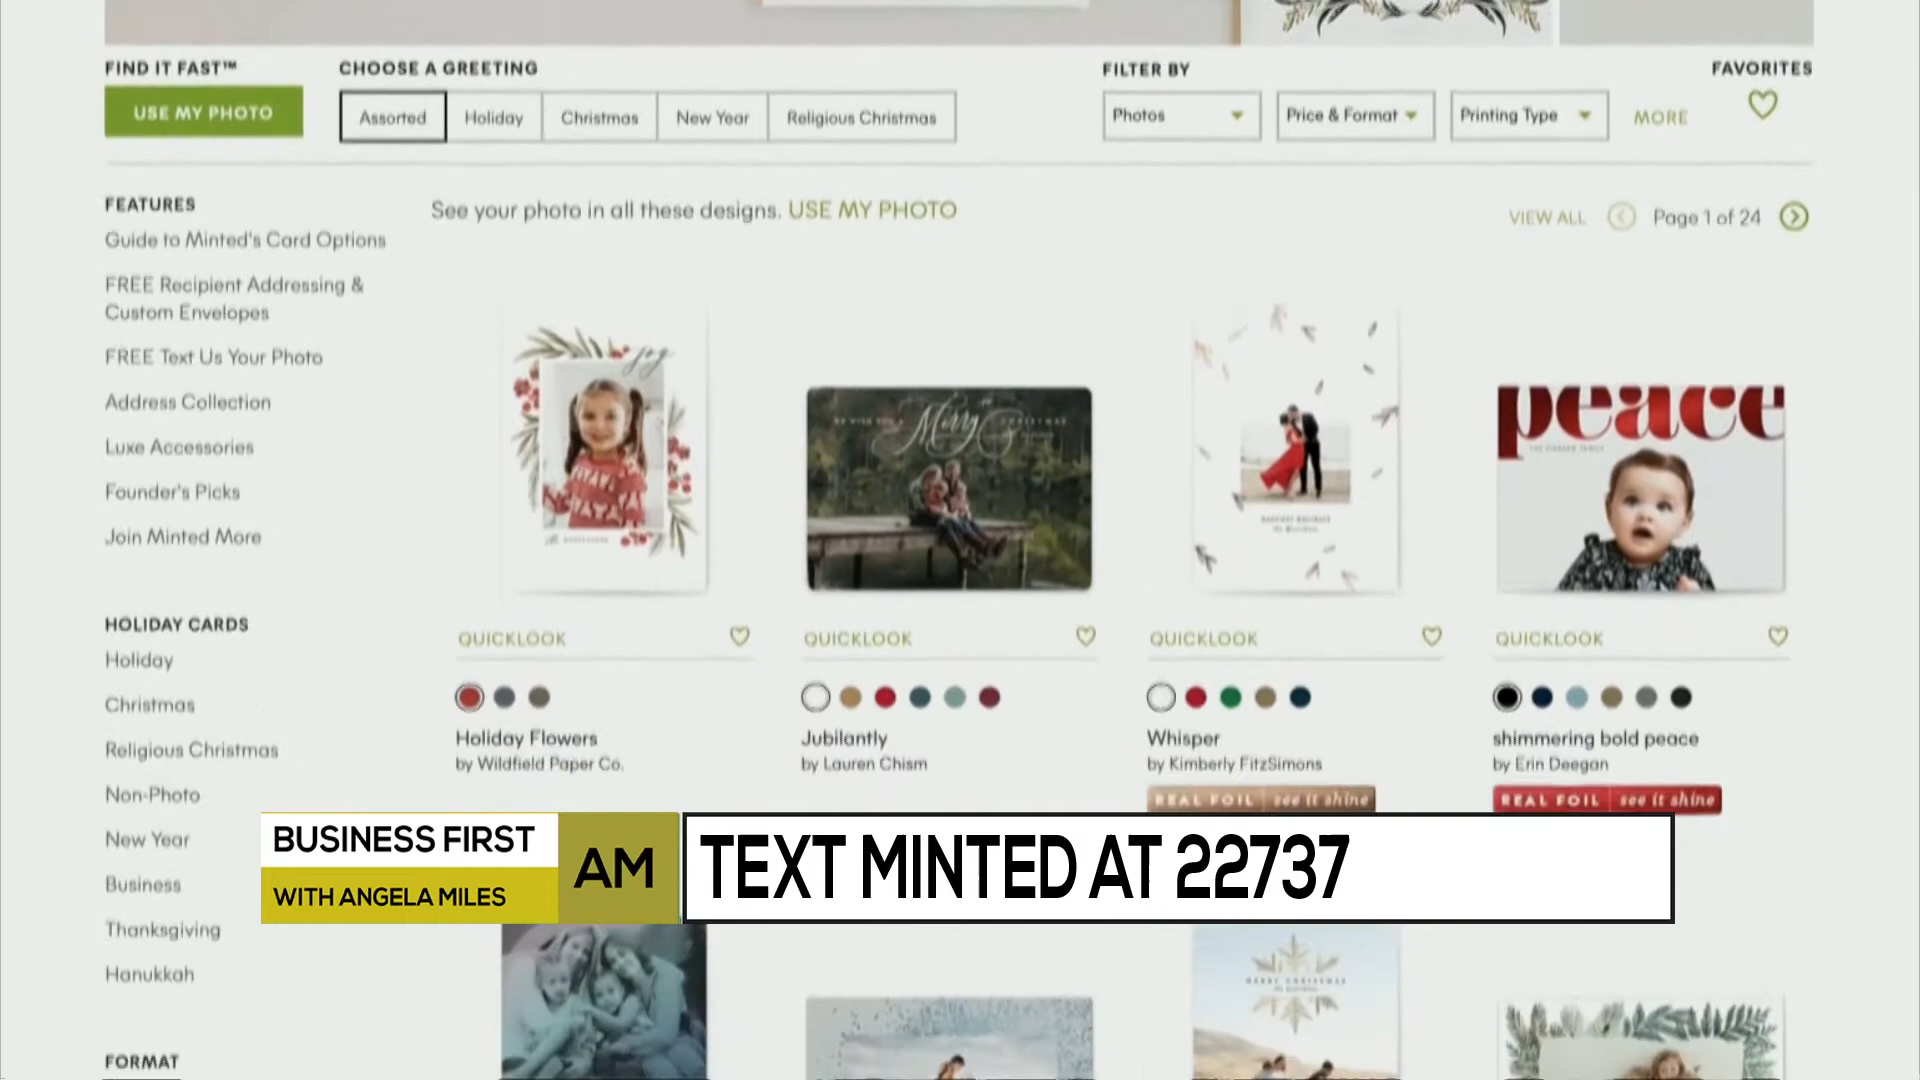 FIND IT FAST™
CHOOSE A GREETING
FILTER BY
FAVORITES
USE MY PHOTO
Assorted
Holiday
Christmas
New Year
Religious Christmas
Photos
Price & Format
Printing Type
MORE
FEATURES
Guide to Minted's Card Options
FREE Recipient Addressing &
Custom Envelopes
FREE Text Us Your Photo
Address Collection
Luxe Accessories
Founder's Picks
Join Minted More
HOLIDAY CARDS
Holiday
Christmas
Religious Christmas
Non-Photo
New Year
Business
Thanksgiving
Hanukkah
FORMAT
See your photo in all these designs. USE MY PHOTO
VIEW ALL
Page 1 of 24
joy
Merry
CHRISTMAS
peace
QUICKLOOK
QUICKLOOK
QUICKLOOK
QUICKLOOK
Holiday Flowers
by Wildfield Paper Co.
Jubilantly
by Lauren Chism
Whisper
by Kimberly FitzSimons
REAL FOIL see it shine
shimmering bold peace
by Erin Deegan
REAL FOIL see it shine
BUSINESS FIRST
WITH ANGELA MILES
AM
TEXT MINTED AT 22737
MERRY CHRISTMAS